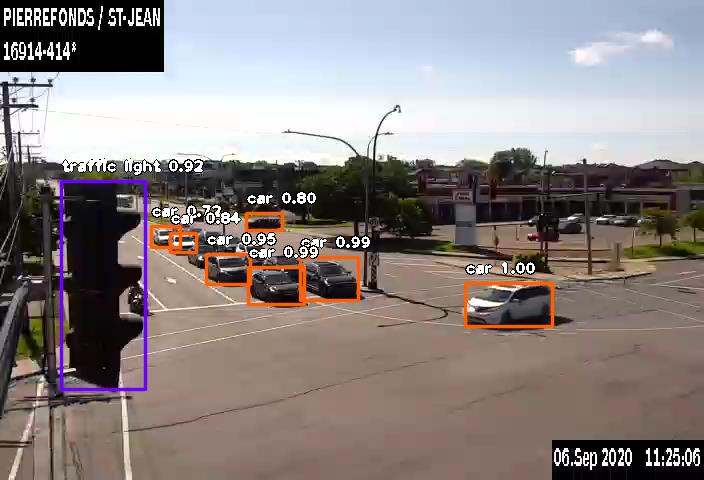 PIERREFONDS / ST-JEAN
16914-414*
traffic light 0.92
car 0.80
car 0.72
car 0.84
car 0.95
car 0.99
car 0.99
car 1.00
06.Sep 2020 11:25:06